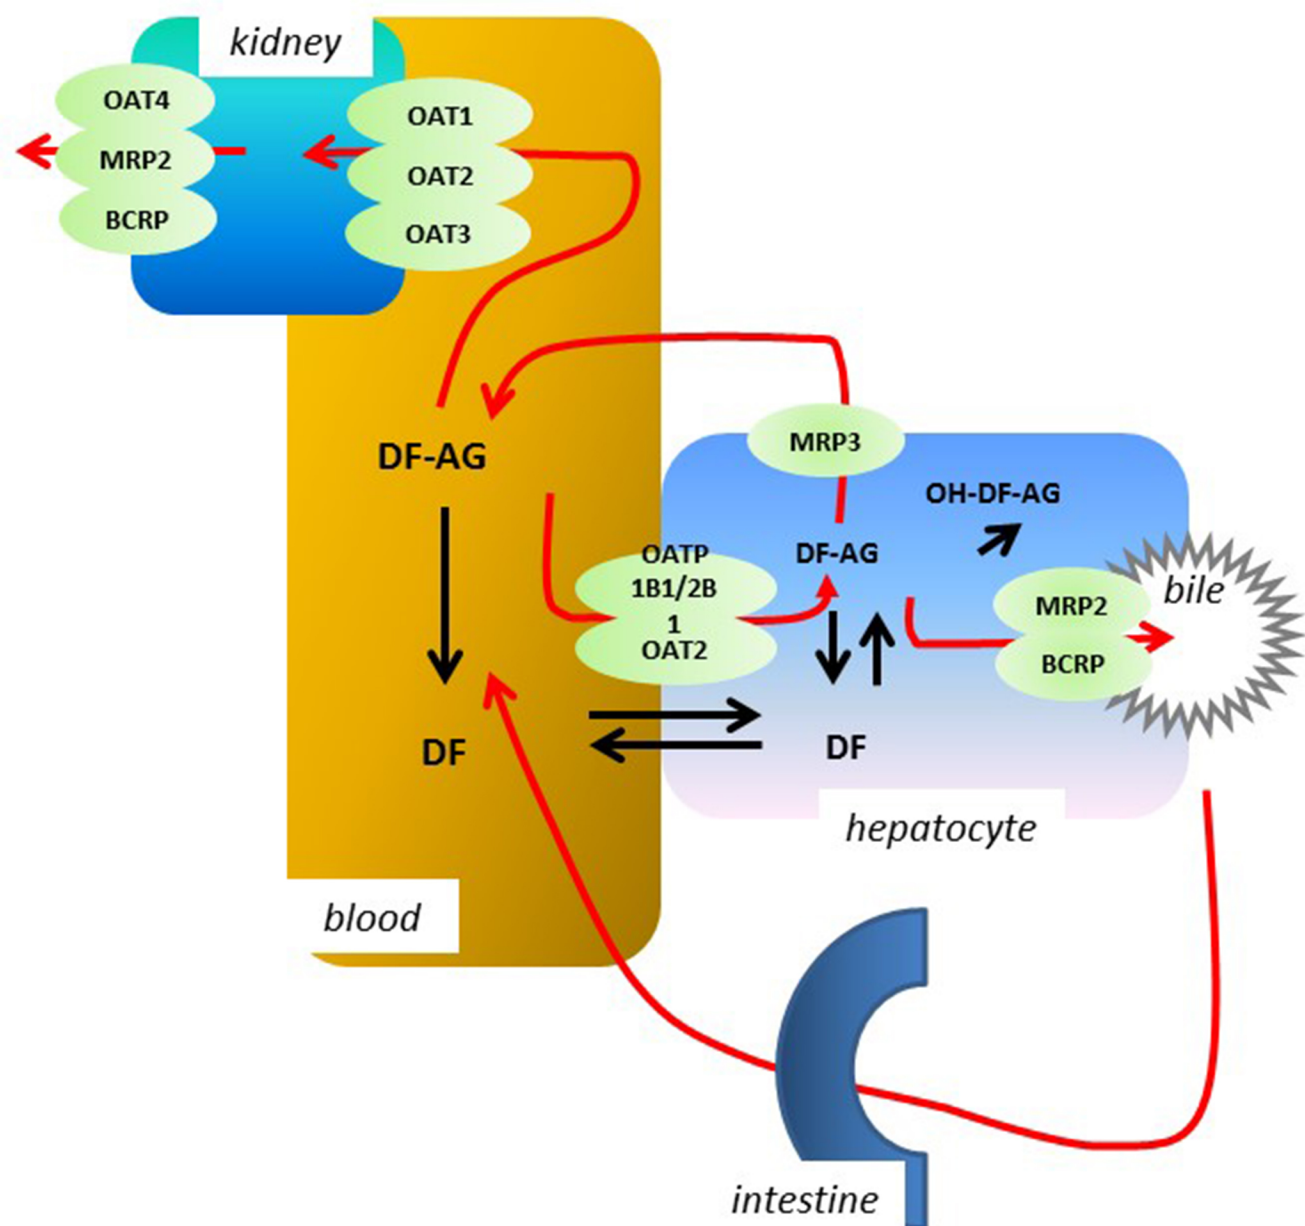 kidney
OAT4
MRP2
BCRP
OAT1
OAT2
OAT3
DF-AG
DF
blood
MRP3
OH-DF-AG
DF-AG
OATP
1B1/2B
1
OAT2
MRP2
BCRP
bile
DF
hepatocyte
intestine